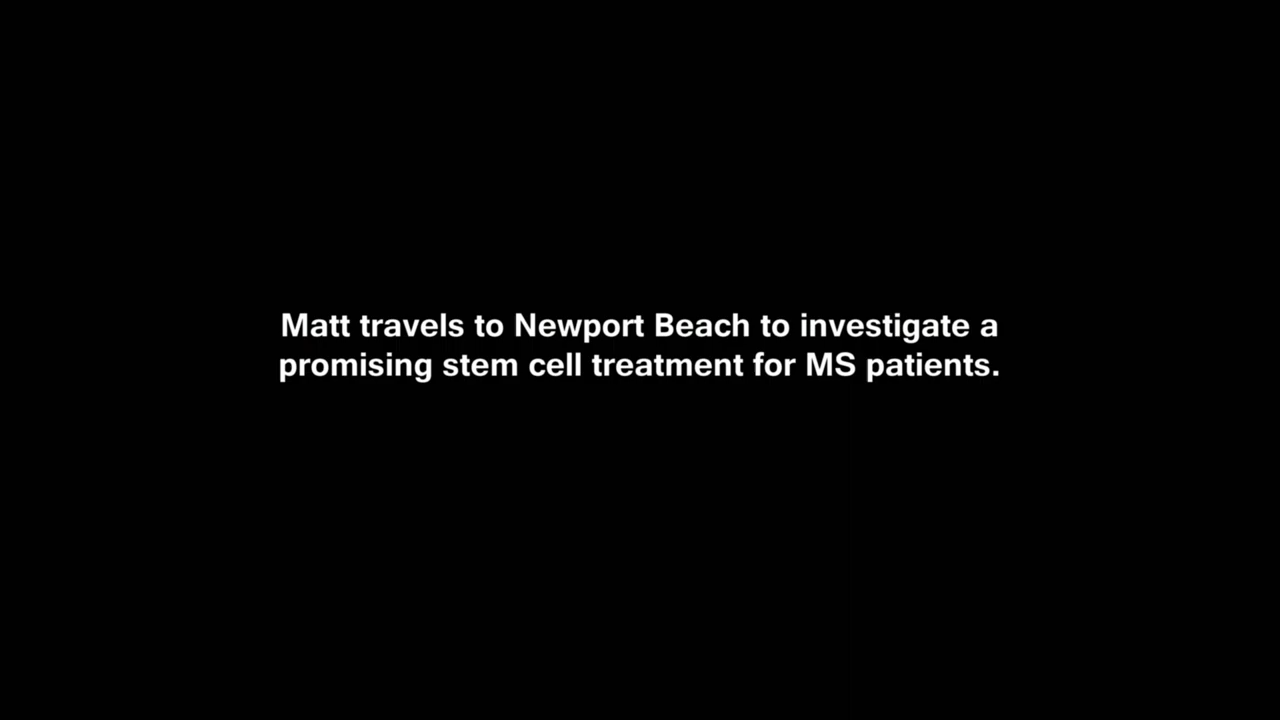 Matt travels to Newport Beach to investigate a
promising stem cell treatment for MS patients.